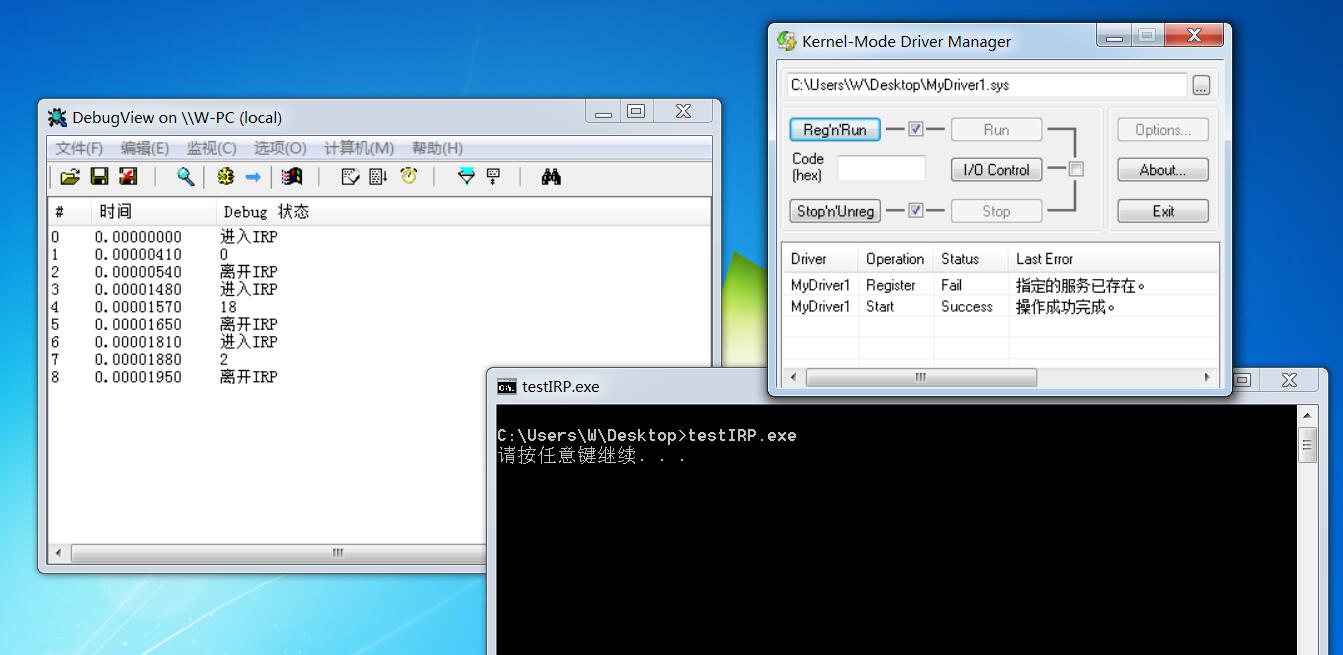 DebugView on \\W-PC (local)
文件(F) 编辑(E) 监视(C) 选项(O) 计算机(M) 帮助(H)
# 时间 Debug 状态
0 0.00000000 进入IRP
1 0.00000410 0
2 0.00000540 离开IRP
3 0.00001480 进入IRP
4 0.00001570 18
5 0.00001650 离开IRP
6 0.00001810 进入IRP
7 0.00001880 2
8 0.00001950 离开IRP
Kernel-Mode Driver Manager
C:\Users\W\Desktop\MyDriver1.sys ...
Reg'n'Run Run Options...
Code (hex) I/O Control About...
Stop'n'Unreg Stop Exit
Driver Operation Status Last Error
MyDriver1 Register Fail 指定的服务已存在。
MyDriver1 Start Success 操作成功完成。
testIRP.exe
C:\Users\W\Desktop>testIRP.exe
请按任意键继续. . .